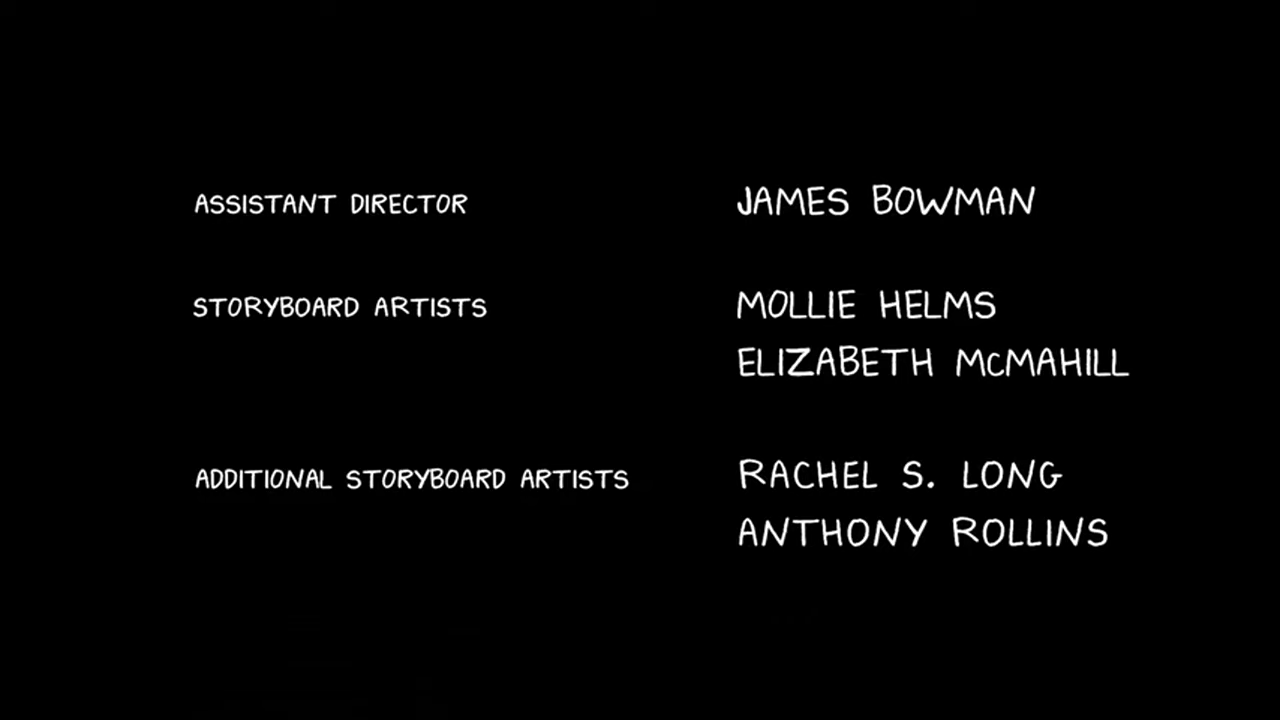 ASSISTANT DIRECTOR JAMES BOWMAN
STORYBOARD ARTISTS MOLLIE HELMS
ELIZABETH MCMAHILL
ADDITIONAL STORYBOARD ARTISTS RACHEL S. LONG
ANTHONY ROLLINS